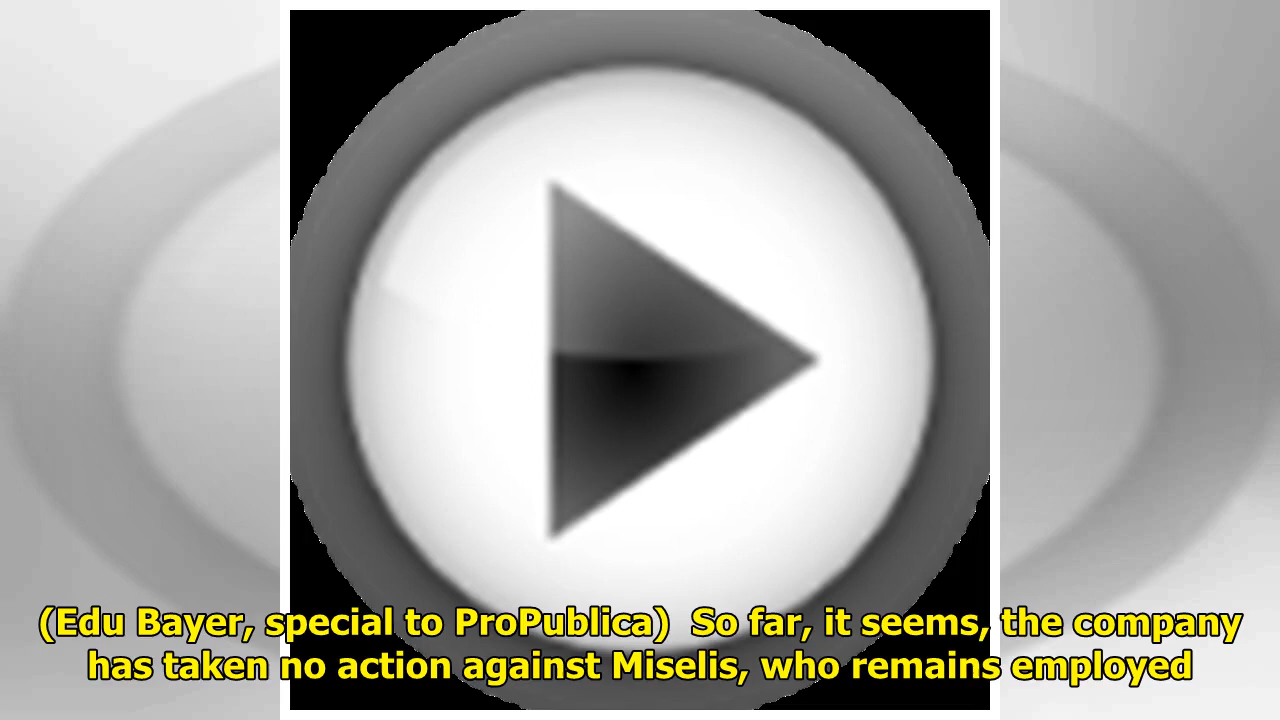 (Edu Bayer, special to ProPublica)  So far, it seems, the company
has taken no action against Miselis, who remains employed